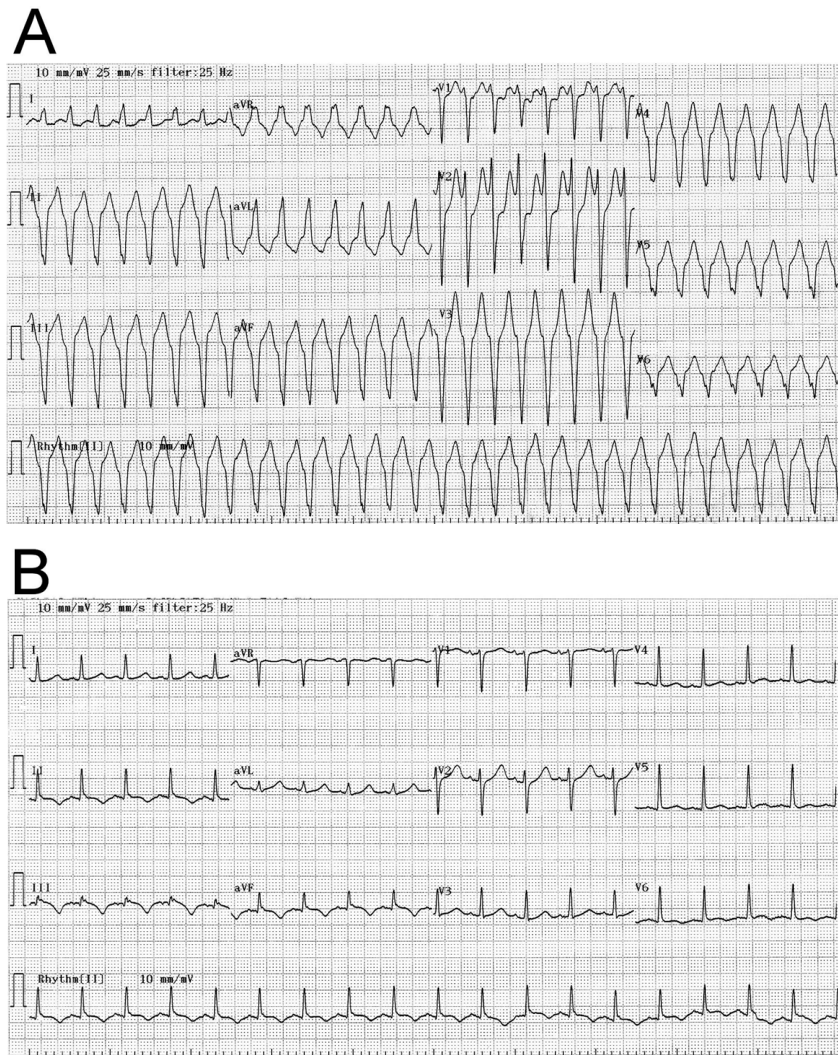 A
10 mm/mV 25 mm/s filter:25 Hz
I
aVR
V1
V4
II
aVL
V2
V5
III
aVF
V3
V6
Rhythm[II] 10 mm/mV
B
10 mm/mV 25 mm/s filter:25 Hz
I
aVR
V1
V4
II
aVL
V2
V5
III
aVF
V3
V6
Rhythm[II] 10 mm/mV